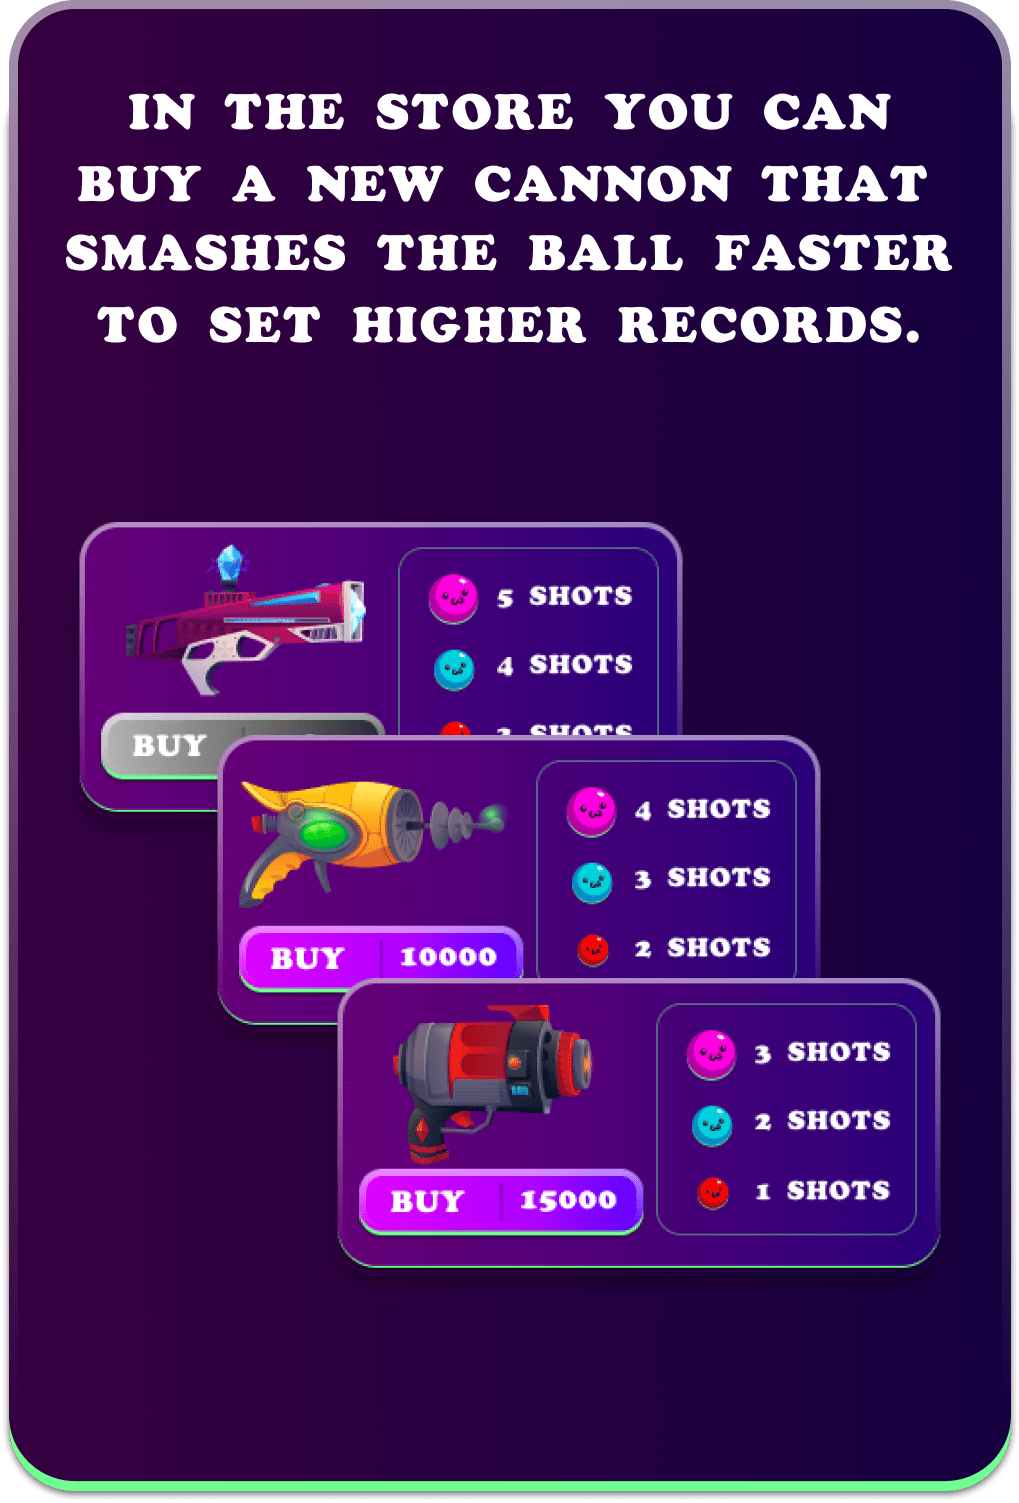 IN THE STORE YOU CAN
BUY A NEW CANNON THAT
SMASHES THE BALL FASTER
TO SET HIGHER RECORDS.
5 SHOTS
4 SHOTS
SHOTS
BUY
4 SHOTS
3 SHOTS
2 SHOTS
BUY 10000
3 SHOTS
2 SHOTS
1 SHOTS
BUY 15000